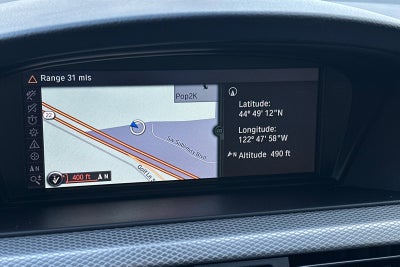 Range 31 mls
Pop2K
Latitude:
44° 49' 12"N
Longitude:
122° 47' 58"W
N Altitude 490 ft
22
400 ft
N